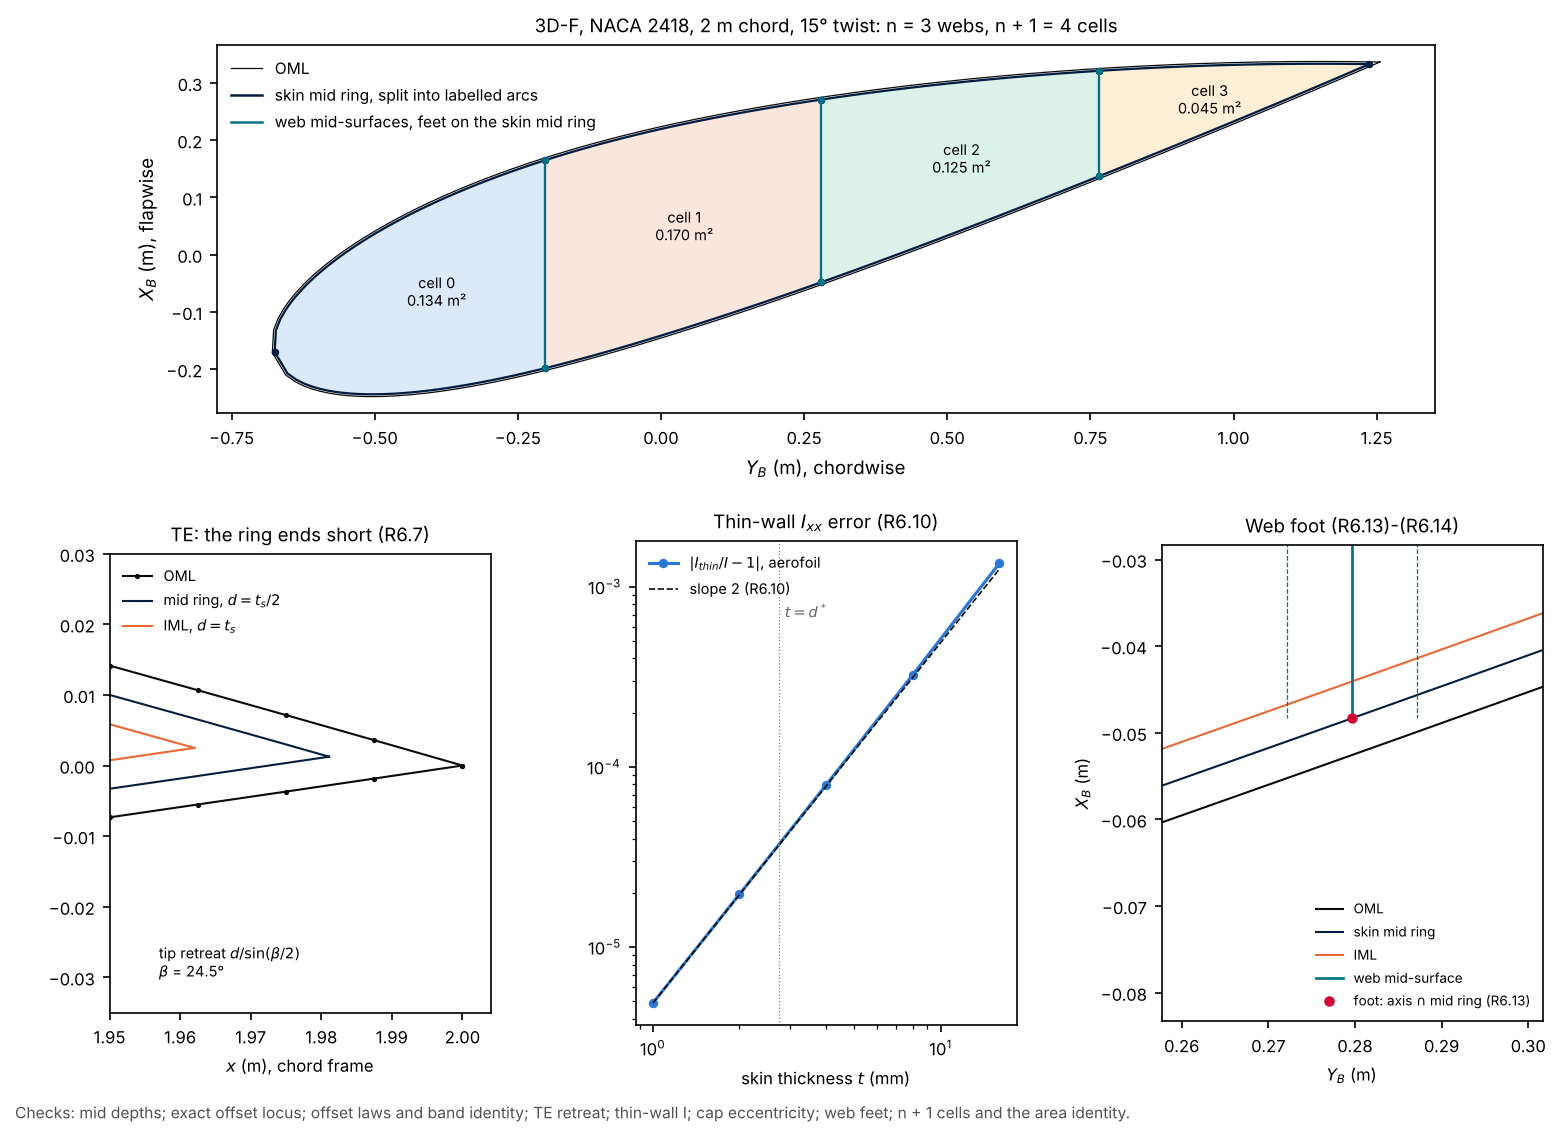 3D-F, NACA 2418, 2 m chord, 15° twist: n = 3 webs, n + 1 = 4 cells
OML
skin mid ring, split into labelled arcs
web mid-surfaces, feet on the skin mid ring
cell 0
0.134 m²
cell 1
0.170 m²
cell 2
0.125 m²
cell 3
0.045 m²
0.3
0.2
0.1
0.0
−0.1
−0.2
X_B (m), flapwise
−0.75 −0.50 −0.25 0.00 0.25 0.50 0.75 1.00 1.25
Y_B (m), chordwise
TE: the ring ends short (R6.7)
OML
mid ring, d = t_s/2
IML, d = t_s
0.03
0.02
0.01
0.00
−0.01
−0.02
−0.03
tip retreat d/sin(β/2)
β = 24.5°
1.95 1.96 1.97 1.98 1.99 2.00
x (m), chord frame
Thin-wall I_xx error (R6.10)
|I_thin/I − 1|, aerofoil
slope 2 (R6.10)
t = d*
10⁻³
10⁻⁴
10⁻⁵
10⁰ 10¹
skin thickness t (mm)
Web foot (R6.13)-(R6.14)
−0.03
−0.04
−0.05
−0.06
−0.07
−0.08
X_B (m)
OML
skin mid ring
IML
web mid-surface
foot: axis ∩ mid ring (R6.13)
0.26 0.27 0.28 0.29 0.30
Y_B (m)
Checks: mid depths; exact offset locus; offset laws and band identity; TE retreat; thin-wall I; cap eccentricity; web feet; n + 1 cells and the area identity.